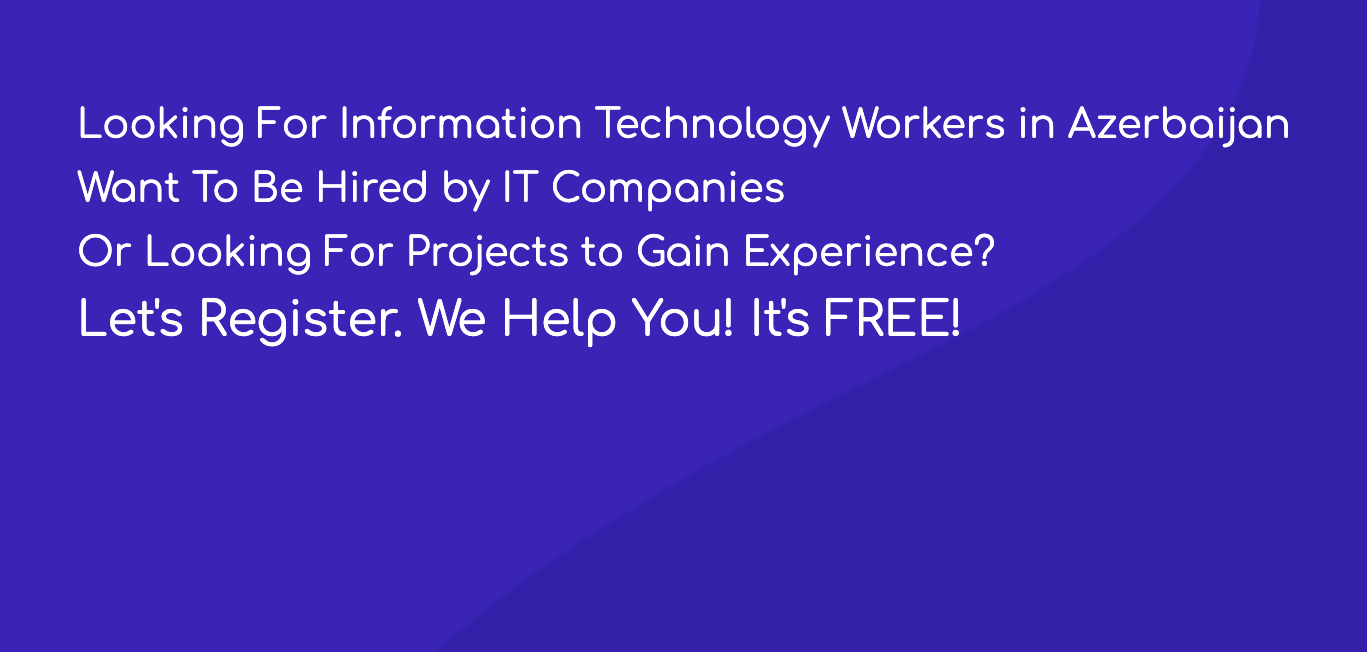 Looking For Information Technology Workers in Azerbaijan
Want To Be Hired by IT Companies
Or Looking For Projects to Gain Experience?
Let's Register. We Help You! It's FREE!